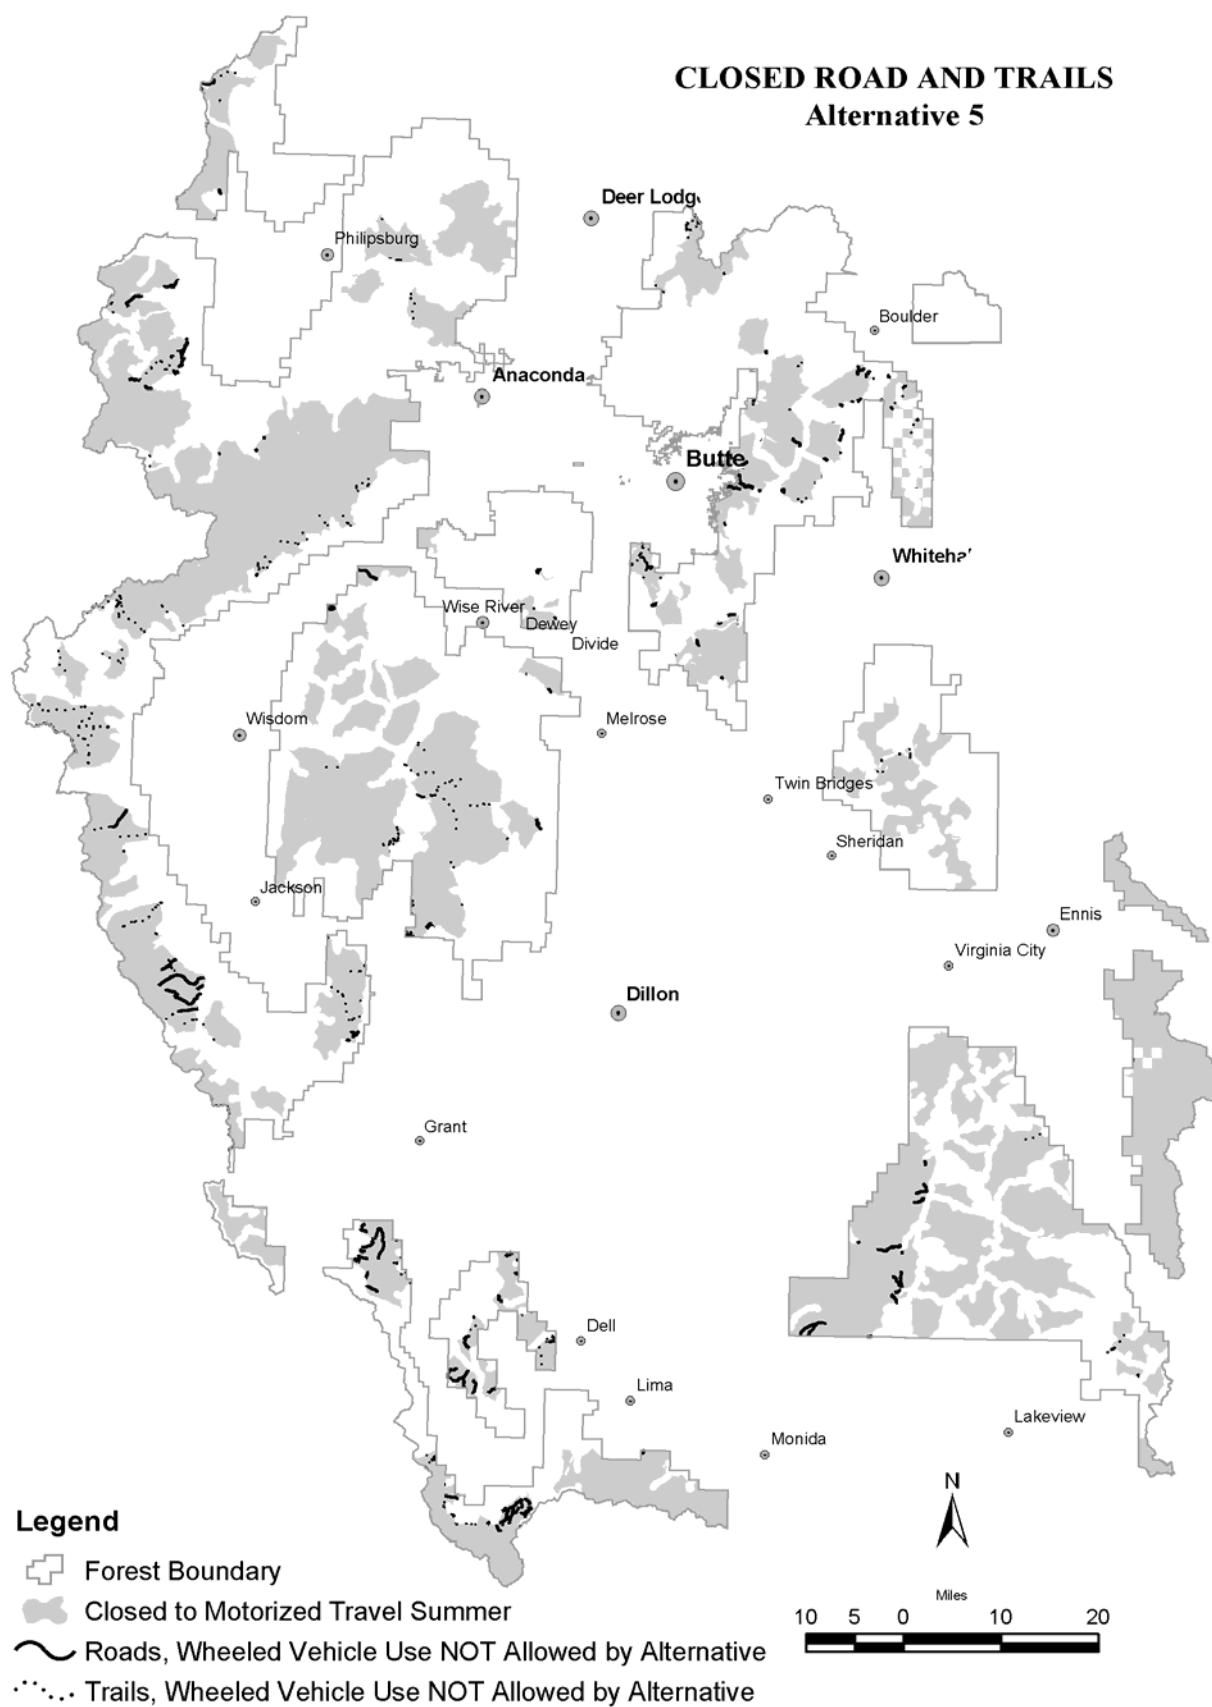 CLOSED ROAD AND TRAILS
Alternative 5
Deer Lodg
Philipsburg
Boulder
Anaconda
Butte
Whiteha
Wise River
Dewey
Divide
Wisdom
Melrose
Twin Bridges
Sheridan
Jackson
Ennis
Virginia City
Dillon
Grant
Dell
Lima
Lakeview
Monida
N
Legend
Forest Boundary
Closed to Motorized Travel Summer
Roads, Wheeled Vehicle Use NOT Allowed by Alternative
Trails, Wheeled Vehicle Use NOT Allowed by Alternative
Miles
10 5 0 10 20